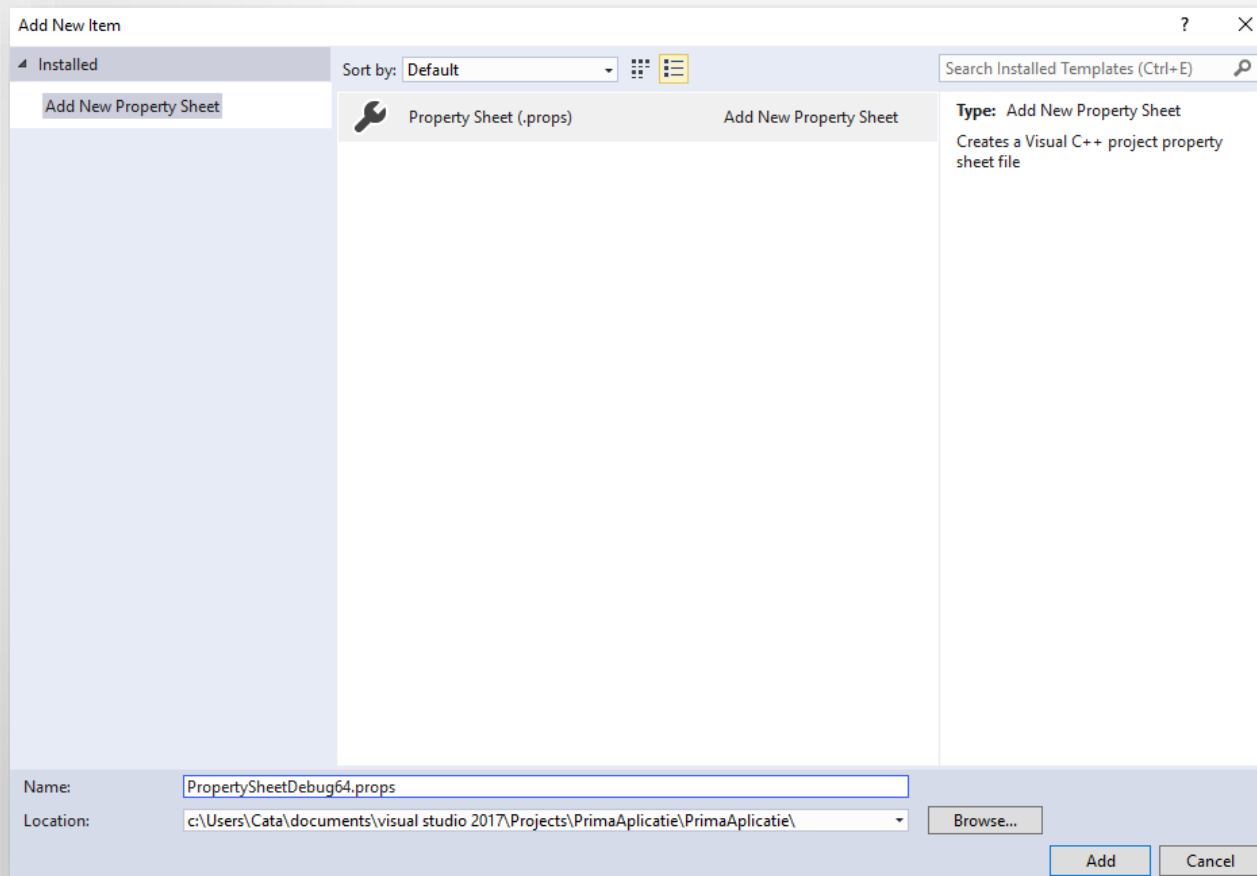 Add New Item
?
Installed
Add New Property Sheet
Sort by: Default
Search Installed Templates (Ctrl+E)
Property Sheet (.props)
Add New Property Sheet
Type: Add New Property Sheet
Creates a Visual C++ project property
sheet file
Name: PropertySheetDebug64.props
Location: c:\Users\Cata\documents\visual studio 2017\Projects\PrimaAplicatie\PrimaAplicatie\
Browse...
Add
Cancel